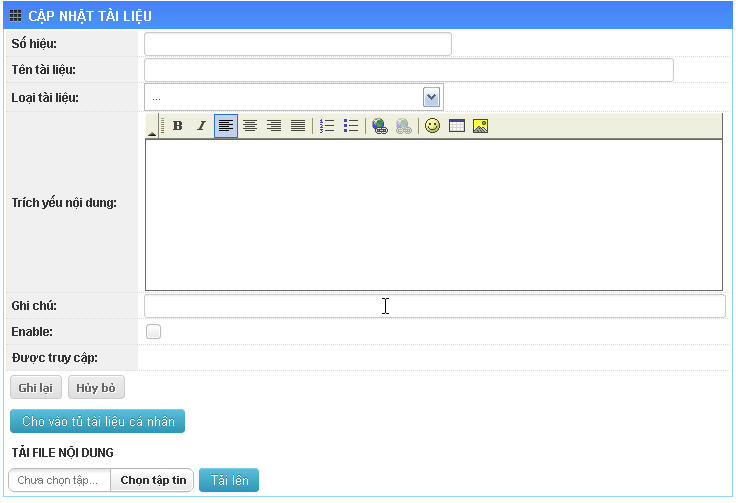 CẬP NHẬT TÀI LIỆU
Số hiệu:
Tên tài liệu:
Loại tài liệu: ...
B I
Trích yếu nội dung:
Ghi chú:
Enable:
Được truy cập:
Ghi lại Hủy bỏ
Cho vào tủ tài liệu cá nhân
TẢI FILE NỘI DUNG
Chưa chọn tập... Chọn tập tin Tải lên